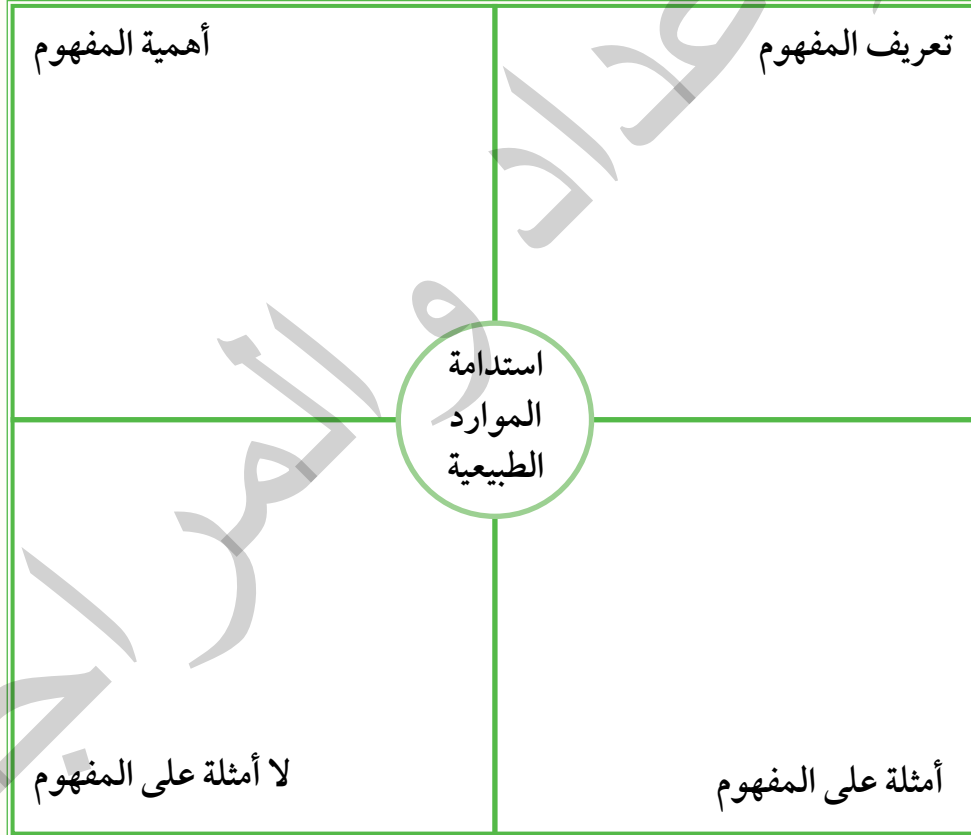 تعريف المفهوم
أهمية المفهوم
استدامة
الموارد
الطبيعية
أمثلة على المفهوم
لا أمثلة على المفهوم